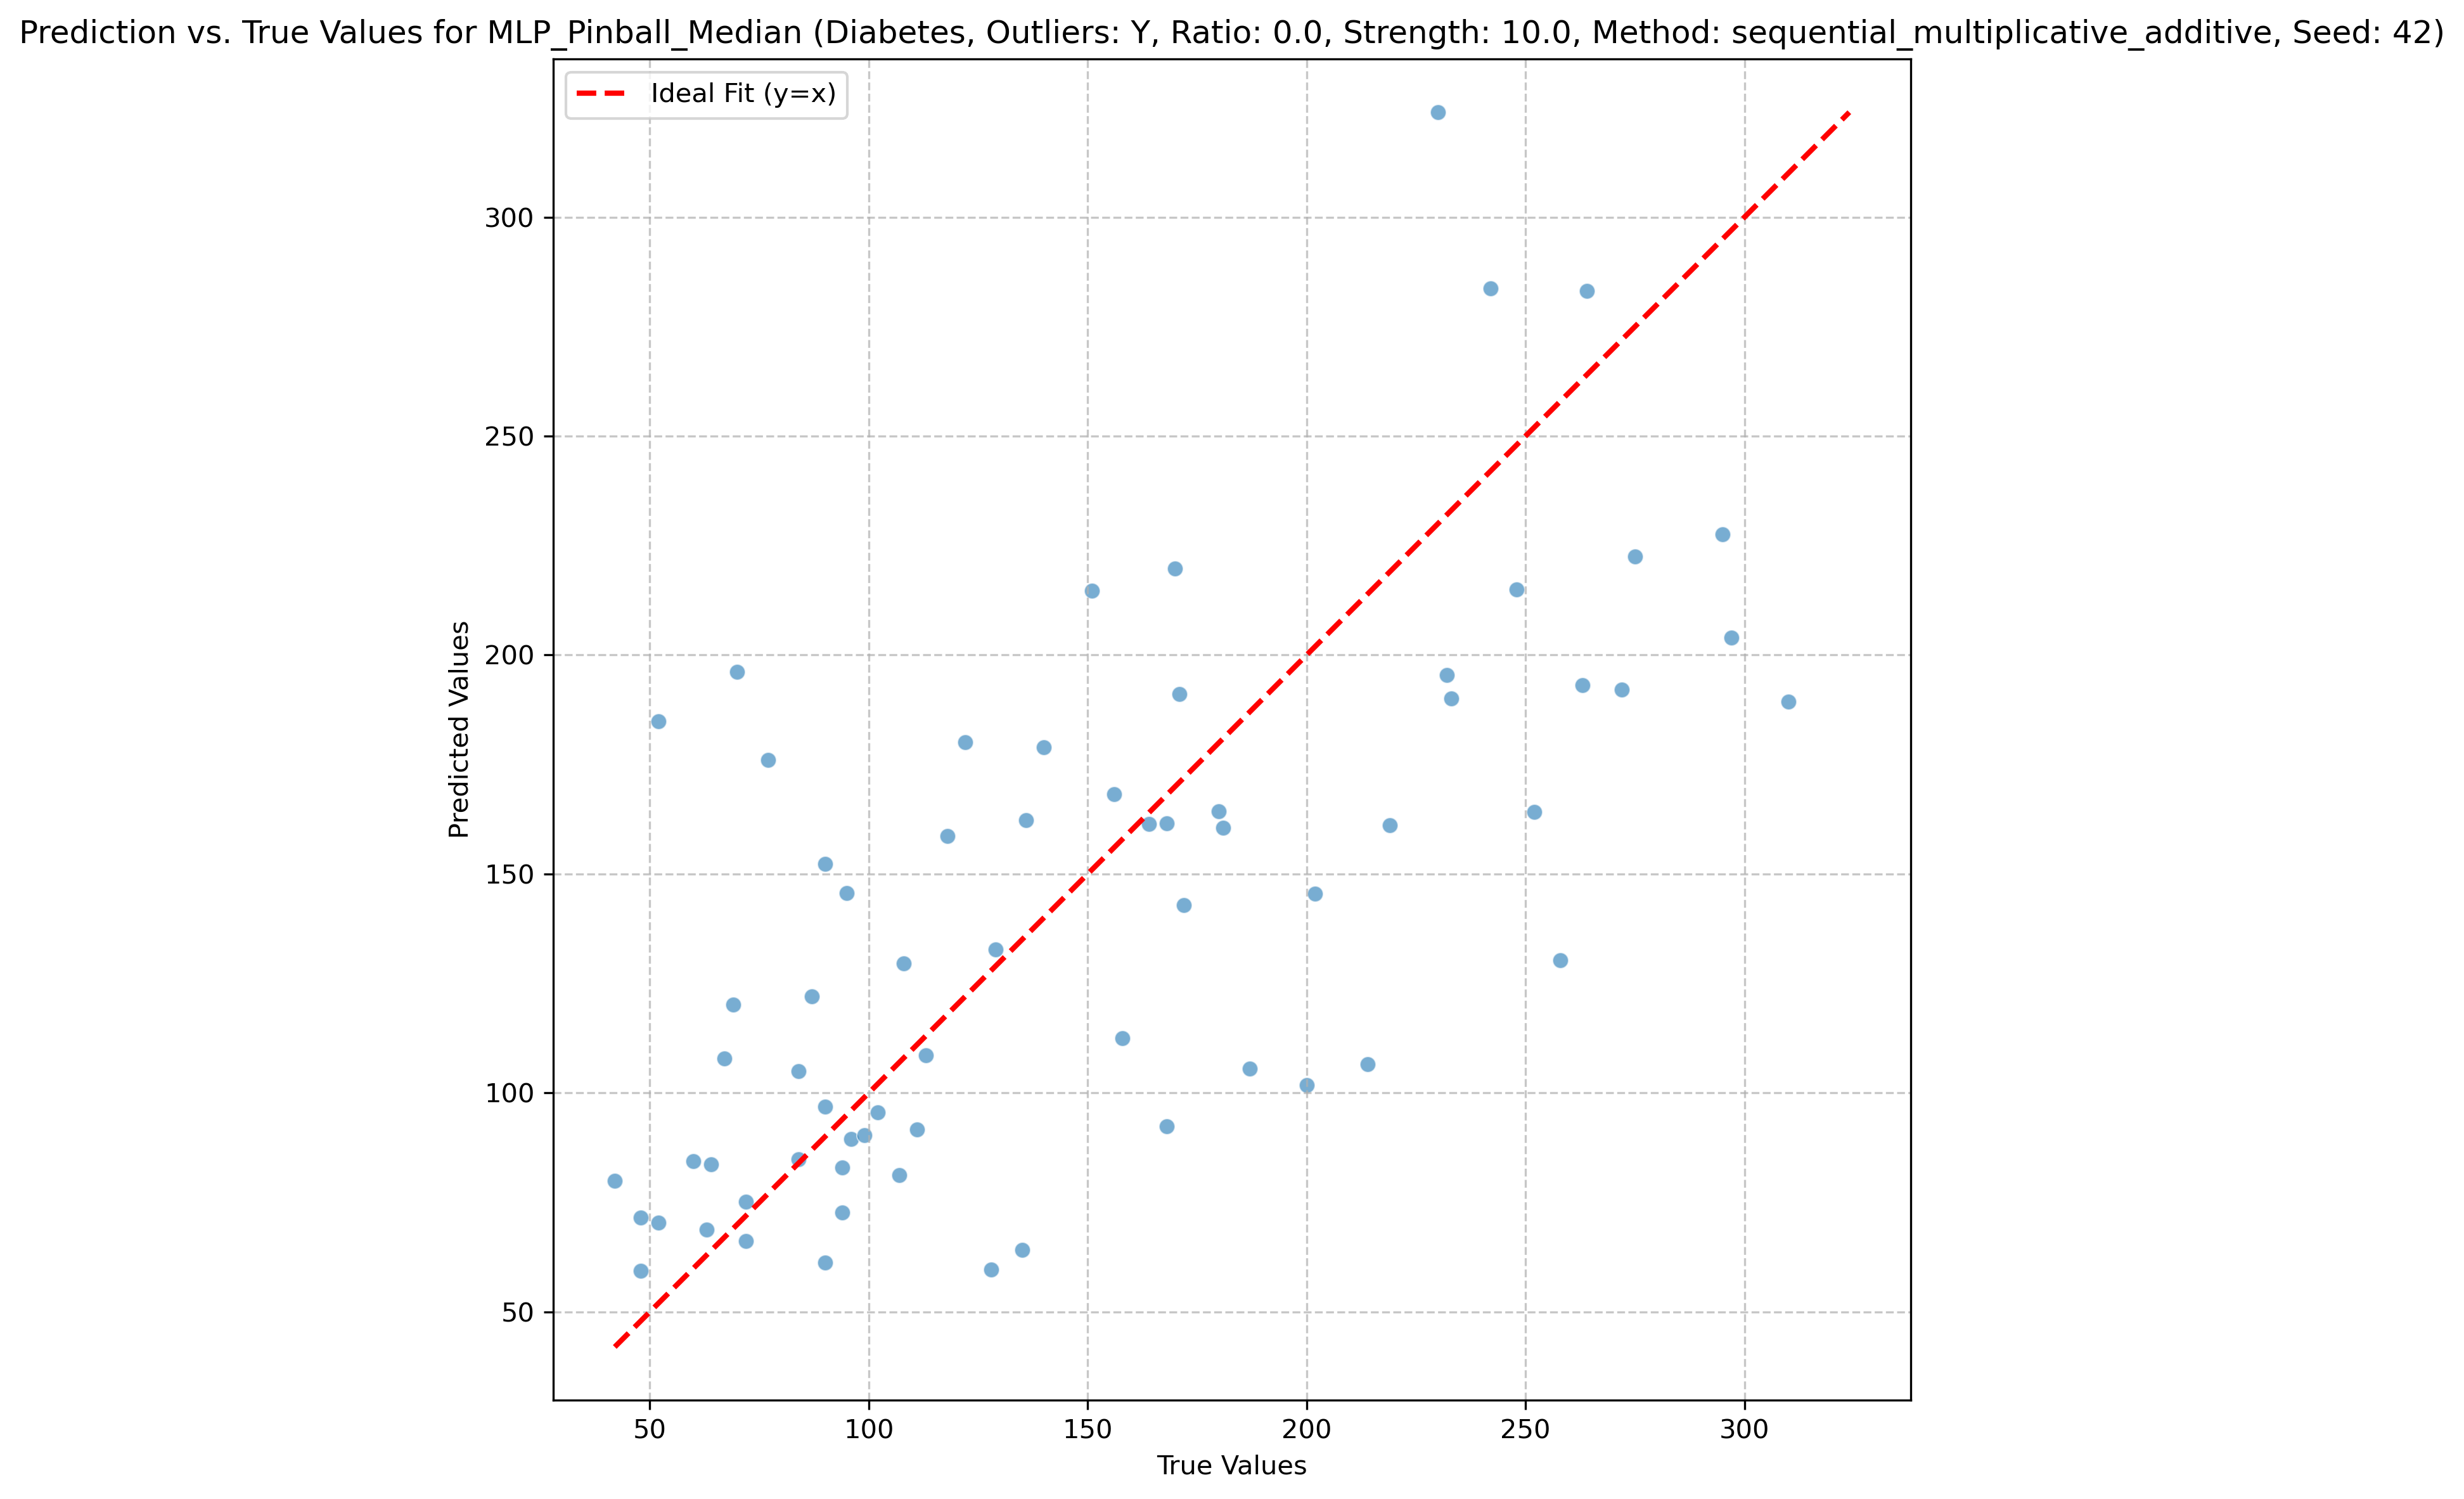 Prediction vs. True Values for MLP_Pinball_Median (Diabetes, Outliers: Y, Ratio: 0.0, Strength: 10.0, Method: sequential_multiplicative_additive, Seed: 42)
Ideal Fit (y=x)
300
250
200
150
100
50
Predicted Values
50 100 150 200 250 300
True Values